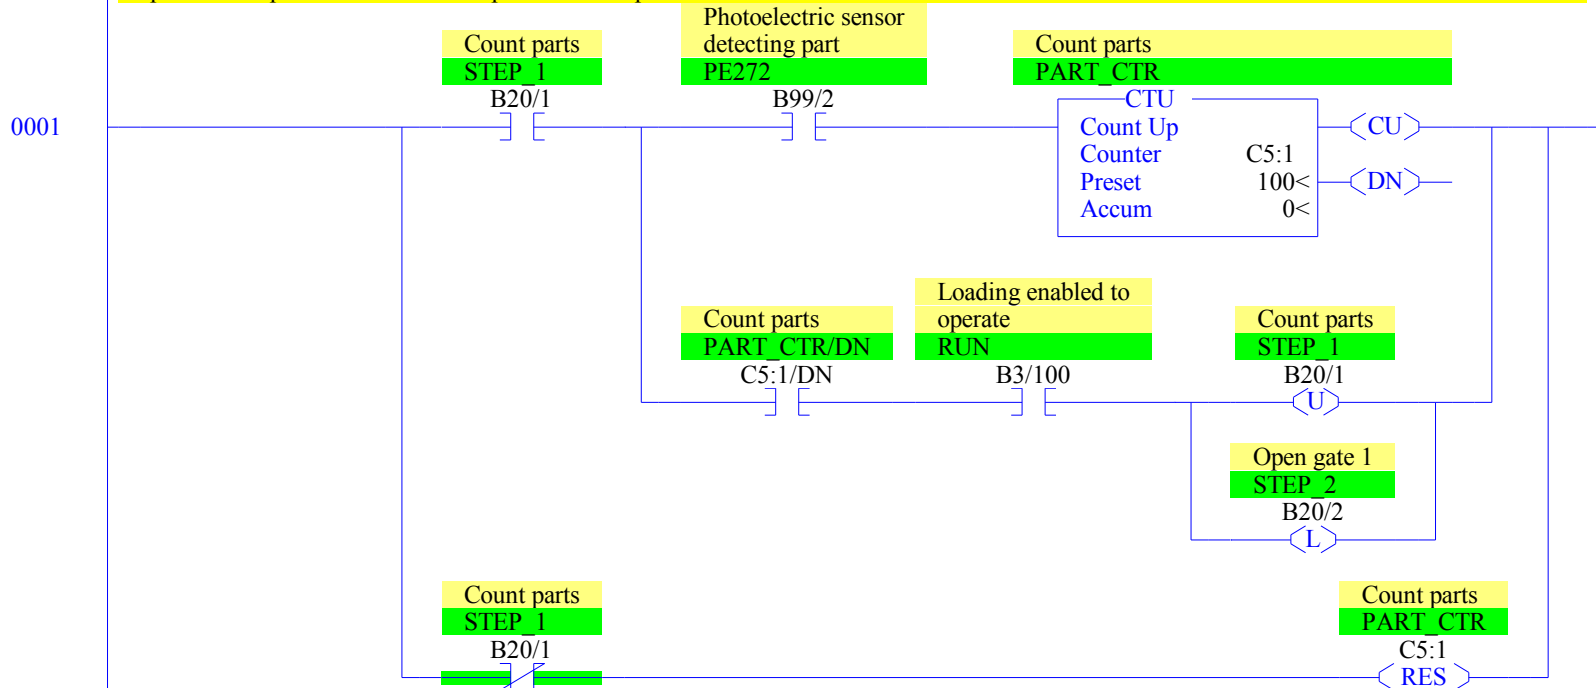 Photoelectric sensor
Count parts detecting part Count parts
STEP_1 PE272 PART_CTR
B20/1 B99/2 CTU
0001 CU
Count Up
Counter C5:1
Preset 100< DN
Accum 0<
Loading enabled to
Count parts operate Count parts
PART_CTR/DN RUN STEP_1
C5:1/DN B3/100 B20/1
U
Open gate 1
STEP_2
B20/2
L
Count parts Count parts
STEP_1 PART_CTR
B20/1 C5:1
RES